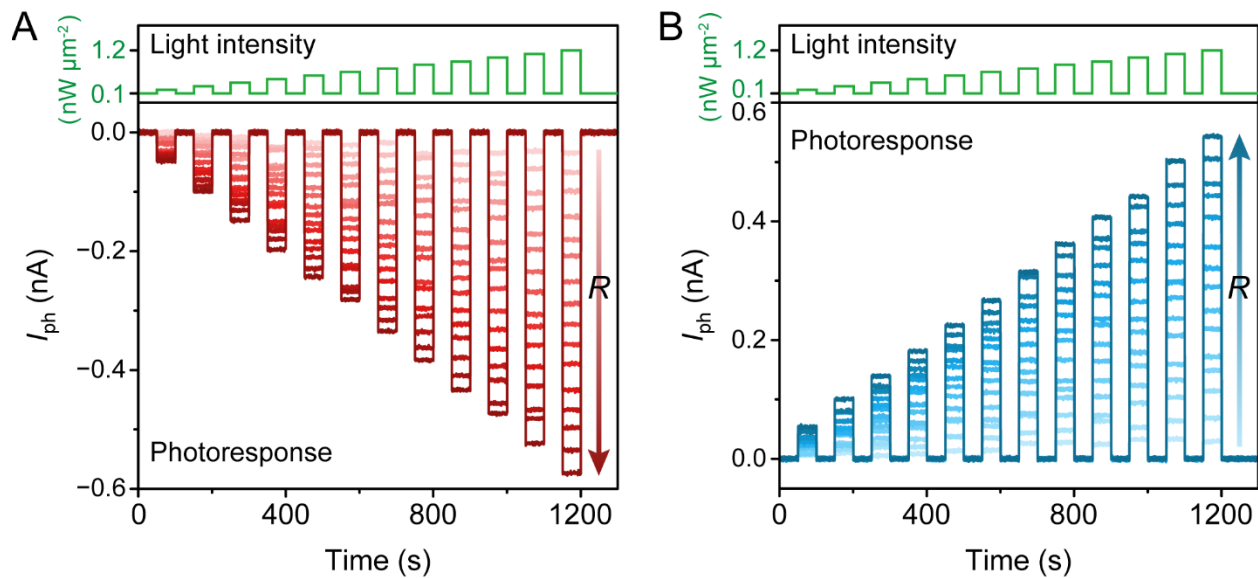 A
Light intensity
(nW μm⁻²)
1.2
0.1
0.0
−0.2
−0.4
−0.6
I_ph (nA)
R
Photoresponse
0
400
800
1200
Time (s)
B
Light intensity
(nW μm⁻²)
1.2
0.1
0.6
0.4
0.2
0.0
I_ph (nA)
Photoresponse
R
0
400
800
1200
Time (s)